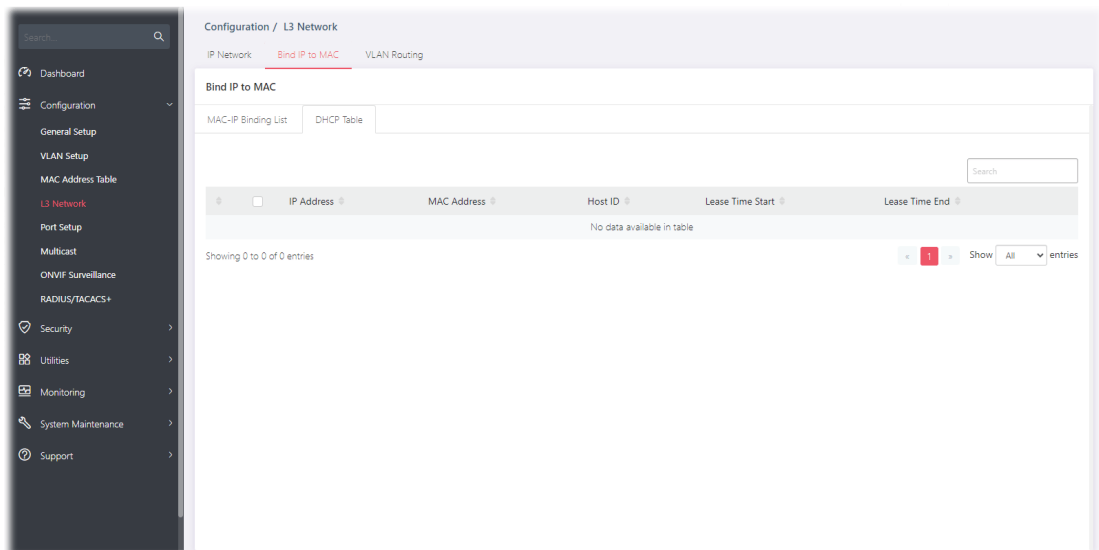 Search...
Dashboard
Configuration
General Setup
VLAN Setup
MAC Address Table
L3 Network
Port Setup
Multicast
ONVIF Surveillance
RADIUS/TACACS+
Security
Utilities
Monitoring
System Maintenance
Support
Configuration / L3 Network
IP Network Bind IP to MAC VLAN Routing
Bind IP to MAC
MAC-IP Binding List DHCP Table
Search
IP Address MAC Address Host ID Lease Time Start Lease Time End
No data available in table
Showing 0 to 0 of 0 entries « 1 » Show All entries